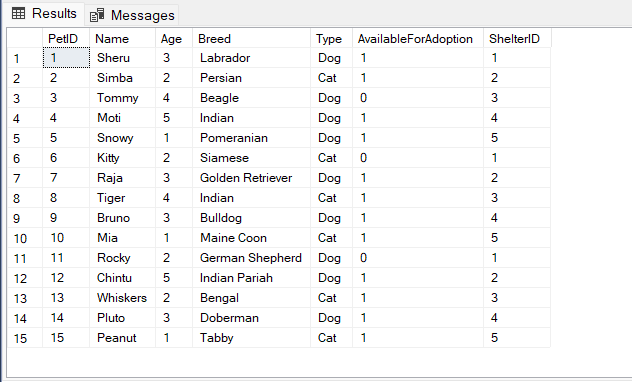 Results Messages
PetID Name Age Breed Type AvailableForAdoption ShelterID
1 1 Sheru 3 Labrador Dog 1 1
2 2 Simba 2 Persian Cat 1 2
3 3 Tommy 4 Beagle Dog 0 3
4 4 Moti 5 Indian Dog 1 4
5 5 Snowy 1 Pomeranian Dog 1 5
6 6 Kitty 2 Siamese Cat 0 1
7 7 Raja 3 Golden Retriever Dog 1 2
8 8 Tiger 4 Indian Cat 1 3
9 9 Bruno 3 Bulldog Dog 1 4
10 10 Mia 1 Maine Coon Cat 1 5
11 11 Rocky 2 German Shepherd Dog 0 1
12 12 Chintu 5 Indian Pariah Dog 1 2
13 13 Whiskers 2 Bengal Cat 1 3
14 14 Pluto 3 Doberman Dog 1 4
15 15 Peanut 1 Tabby Cat 1 5